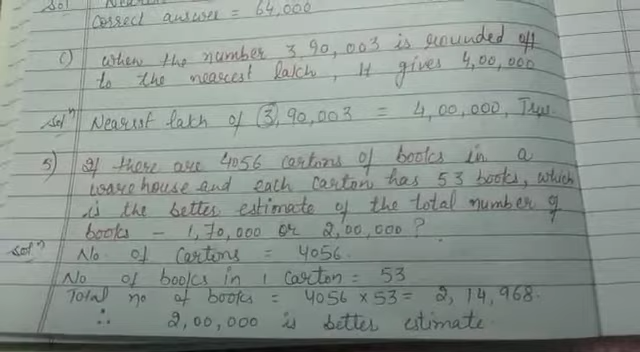 Correct answer = 64,000
c) When the number 3,90,003 is rounded off
to the nearest lakh, It gives 4,00,000
Solⁿ Nearest lakh of 3,90,003 = 4,00,000, True.
5) If there are 4056 cartons of books in a
warehouse and each carton has 53 books, which
is the better estimate of the total number of
books - 1,70,000 or 2,00,000?
Solⁿ No. of cartons = 4056.
No of books in 1 carton = 53
Total no of books = 4056 × 53 = 2,14,968.
∴ 2,00,000 is better estimate.